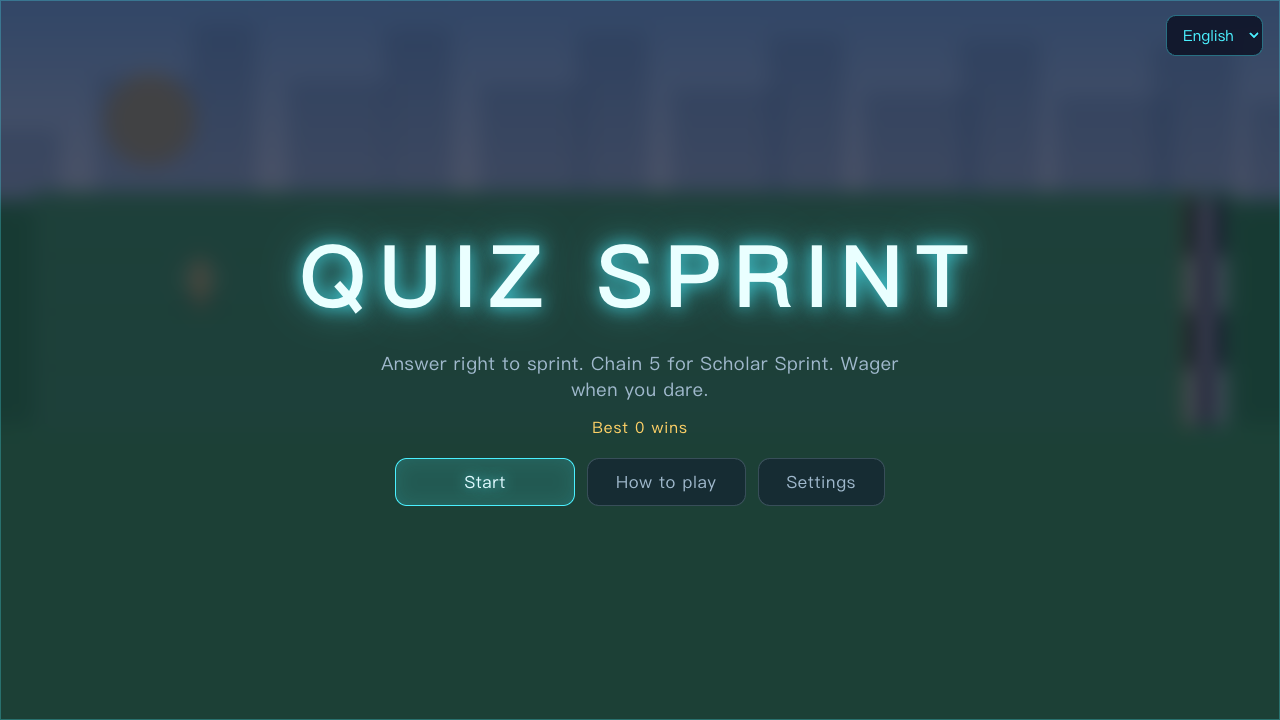 English
QUIZ SPRINT
Answer right to sprint. Chain 5 for Scholar Sprint. Wager
when you dare.
Best 0 wins
Start
How to play
Settings